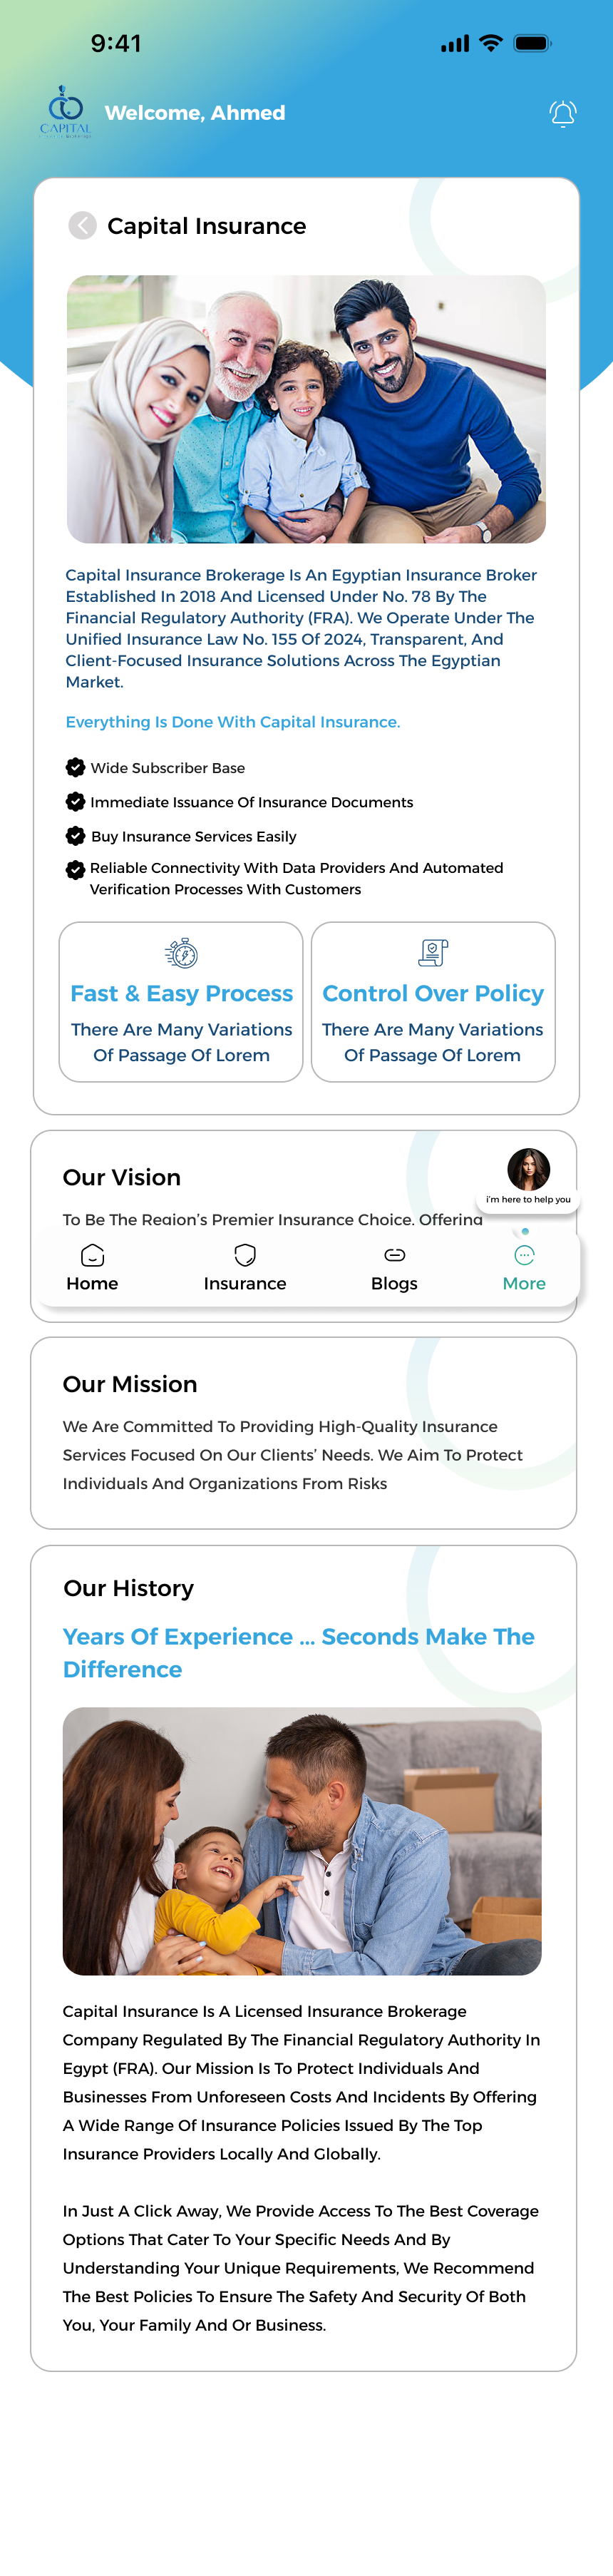 9:41
CAPITAL
Welcome, Ahmed
Capital Insurance
Capital Insurance Brokerage Is An Egyptian Insurance Broker
Established In 2018 And Licensed Under No. 78 By The
Financial Regulatory Authority (FRA). We Operate Under The
Unified Insurance Law No. 155 Of 2024, Transparent, And
Client-Focused Insurance Solutions Across The Egyptian
Market.
Everything Is Done With Capital Insurance.
Wide Subscriber Base
Immediate Issuance Of Insurance Documents
Buy Insurance Services Easily
Reliable Connectivity With Data Providers And Automated
Verification Processes With Customers
Fast & Easy Process
There Are Many Variations
Of Passage Of Lorem
Control Over Policy
There Are Many Variations
Of Passage Of Lorem
Our Vision
i'm here to help you
To Be The Region's Premier Insurance Choice. Offering
Home
Insurance
Blogs
More
Our Mission
We Are Committed To Providing High-Quality Insurance
Services Focused On Our Clients' Needs. We Aim To Protect
Individuals And Organizations From Risks
Our History
Years Of Experience ... Seconds Make The
Difference
Capital Insurance Is A Licensed Insurance Brokerage
Company Regulated By The Financial Regulatory Authority In
Egypt (FRA). Our Mission Is To Protect Individuals And
Businesses From Unforeseen Costs And Incidents By Offering
A Wide Range Of Insurance Policies Issued By The Top
Insurance Providers Locally And Globally.
In Just A Click Away, We Provide Access To The Best Coverage
Options That Cater To Your Specific Needs And By
Understanding Your Unique Requirements, We Recommend
The Best Policies To Ensure The Safety And Security Of Both
You, Your Family And Or Business.